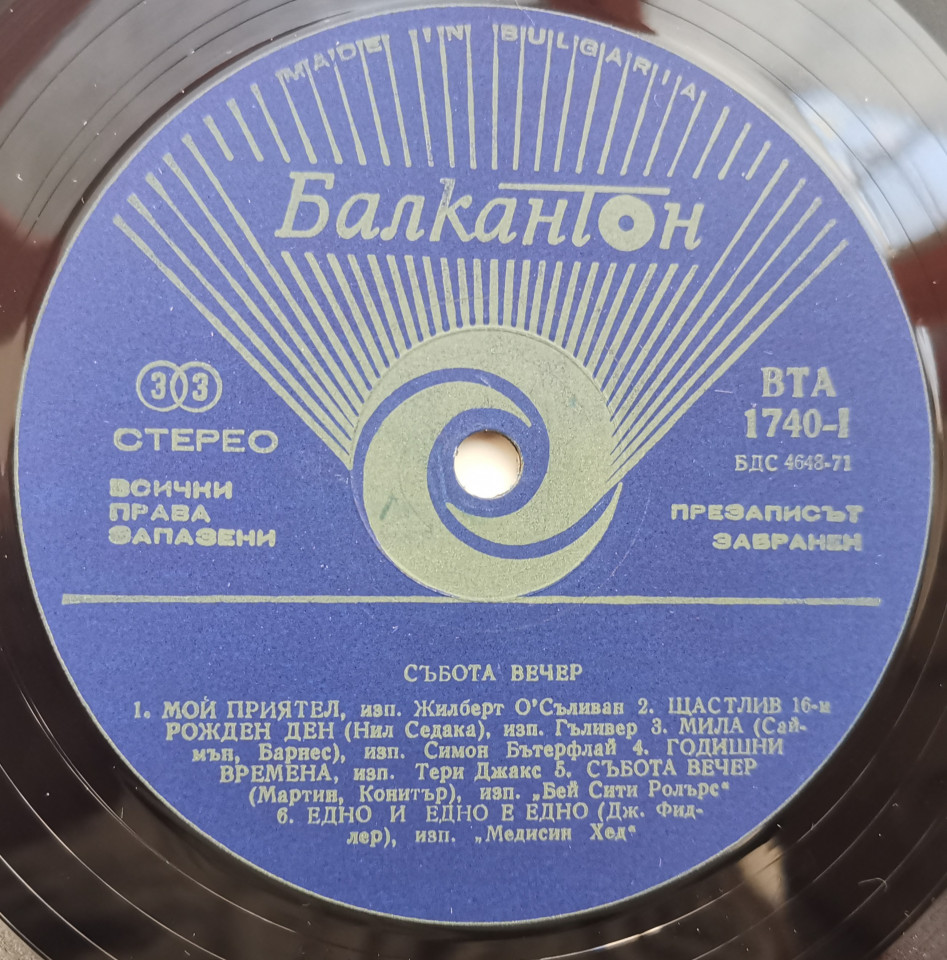 MADE IN BULGARIA
Балкантон
33
СТЕРЕО
ВСИЧКИ
ПРАВА
ЗАПАЗЕНИ
ВТА
1740-I
БДС 4648-71
ПРЕЗАПИСЪТ
ЗАБРАНЕН
СЪБОТА ВЕЧЕР
1. МОЙ ПРИЯТЕЛ, изп. Жилберт О'Съливан 2. ЩАСТЛИВ 16-и
РОЖДЕН ДЕН (Нил Седака), изп. Гъливер 3. МИЛА (Сай-
мън, Барнес), изп. Симон Бътерфлай 4. ГОДИШНИ
ВРЕМЕНА, изп. Тери Джакс 5. СЪБОТА ВЕЧЕР
(Мартин, Конитър), изп. „Бей Сити Ролърс"
6. ЕДНО И ЕДНО Е ЕДНО (Дж. Фид-
лер), изп. „Медисин Хед"